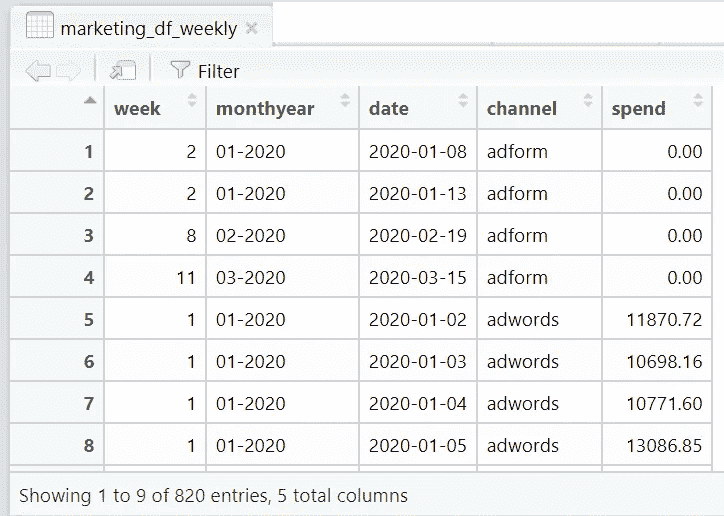 marketing_df_weekly
Filter
week monthyear date channel spend
1 2 01-2020 2020-01-08 adform 0.00
2 2 01-2020 2020-01-13 adform 0.00
3 8 02-2020 2020-02-19 adform 0.00
4 11 03-2020 2020-03-15 adform 0.00
5 1 01-2020 2020-01-02 adwords 11870.72
6 1 01-2020 2020-01-03 adwords 10698.16
7 1 01-2020 2020-01-04 adwords 10771.60
8 1 01-2020 2020-01-05 adwords 13086.85
Showing 1 to 9 of 820 entries, 5 total columns